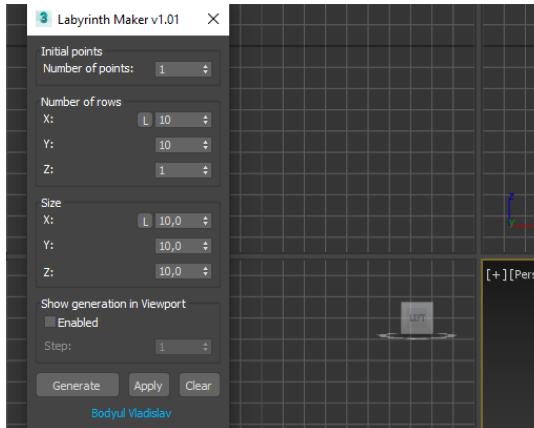 3 Labyrinth Maker v1.01 X
Initial points
Number of points: 1
Number of rows
X: L 10
Y: 10
Z: 1
Size
X: L 10,0
Y: 10,0
Z: 10,0
Show generation in Viewport
Enabled
Step: 1
Generate Apply Clear
Bodyul Vladislav
z
y
[+][Pers
LEFT